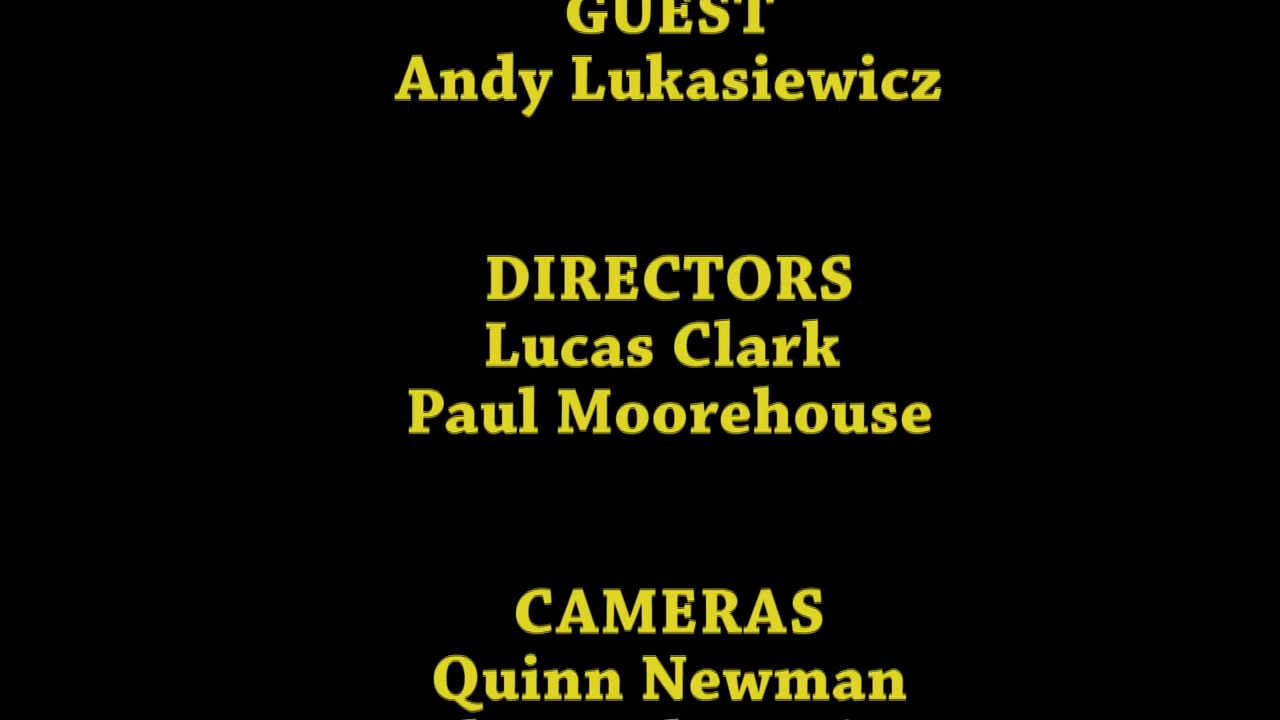 GUEST
Andy Lukasiewicz
DIRECTORS
Lucas Clark
Paul Moorehouse
CAMERAS
Quinn Newman